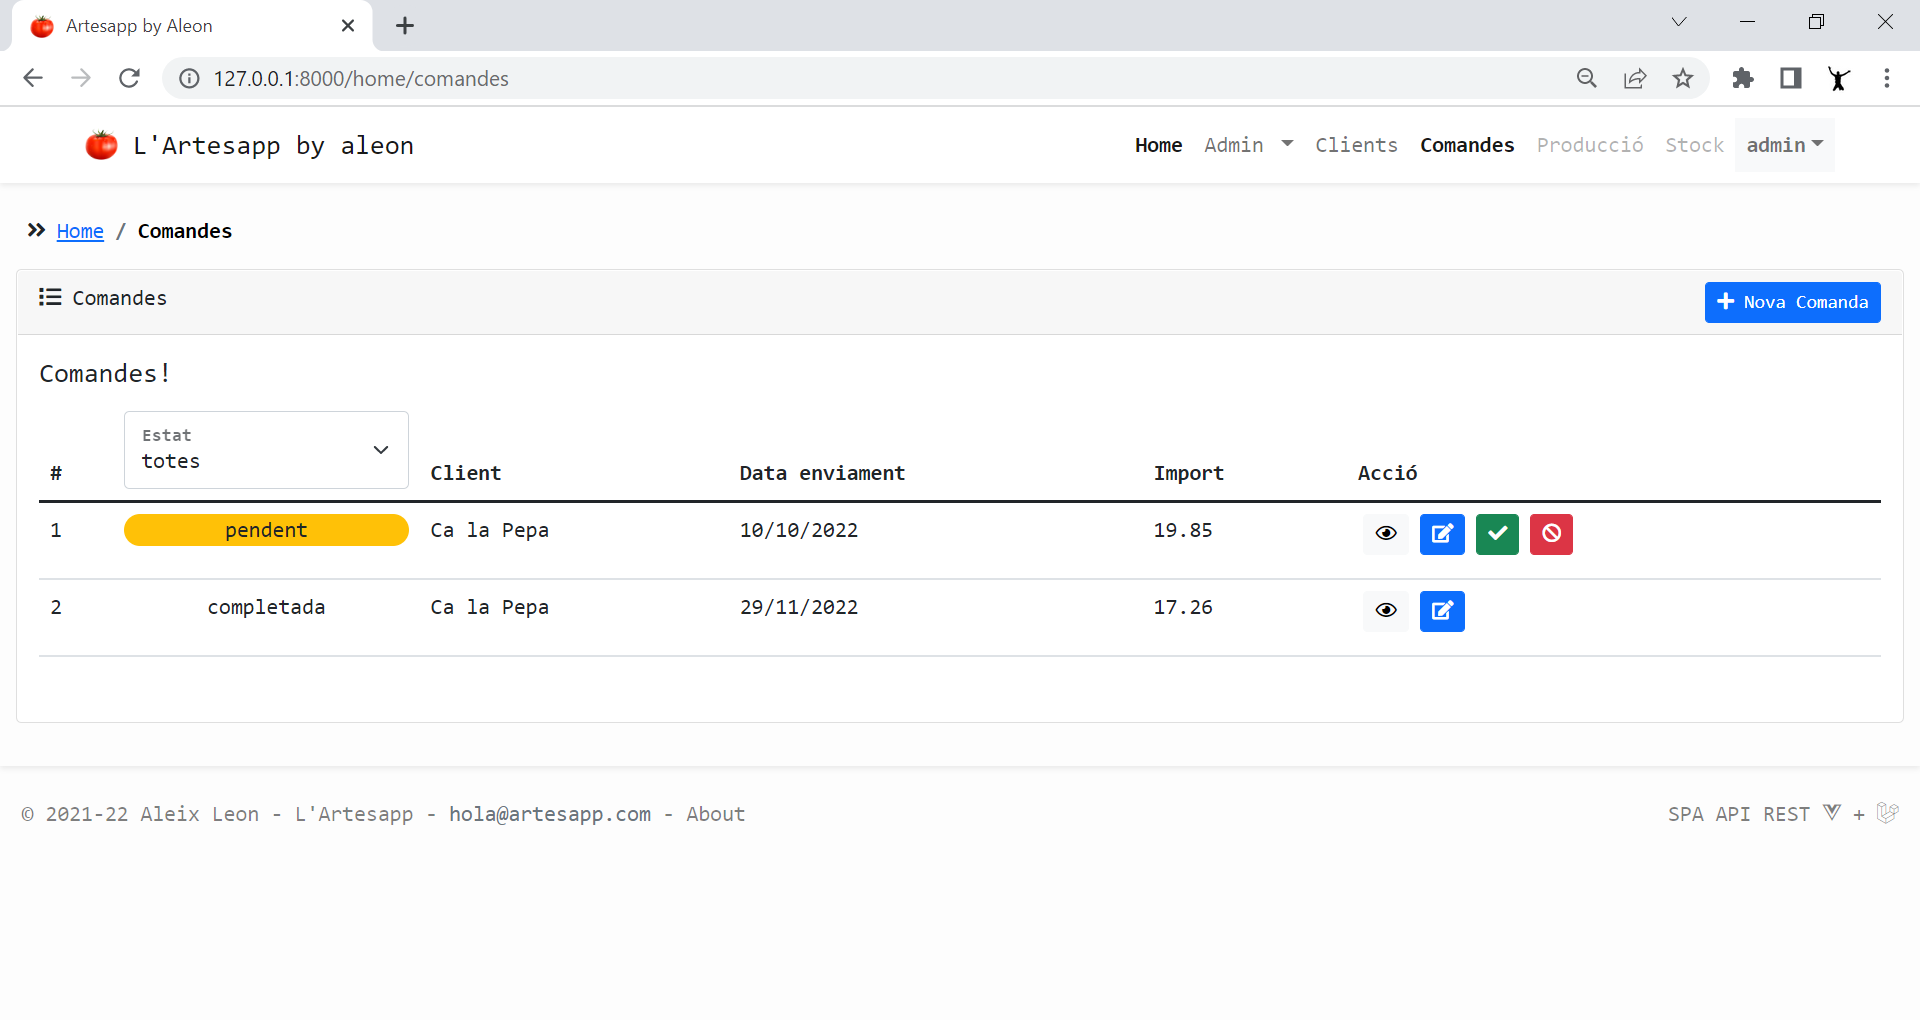 Artesapp by Aleon
127.0.0.1:8000/home/comandes
L'Artesapp by aleon
Home Admin Clients Comandes Producció Stock admin
Home / Comandes
Comandes
Nova Comanda
Comandes!
Estat
totes
# Client Data enviament Import Acció
1 pendent Ca la Pepa 10/10/2022 19.85
2 completada Ca la Pepa 29/11/2022 17.26
© 2021-22 Aleix Leon - L'Artesapp - hola@artesapp.com - About
SPA API REST +